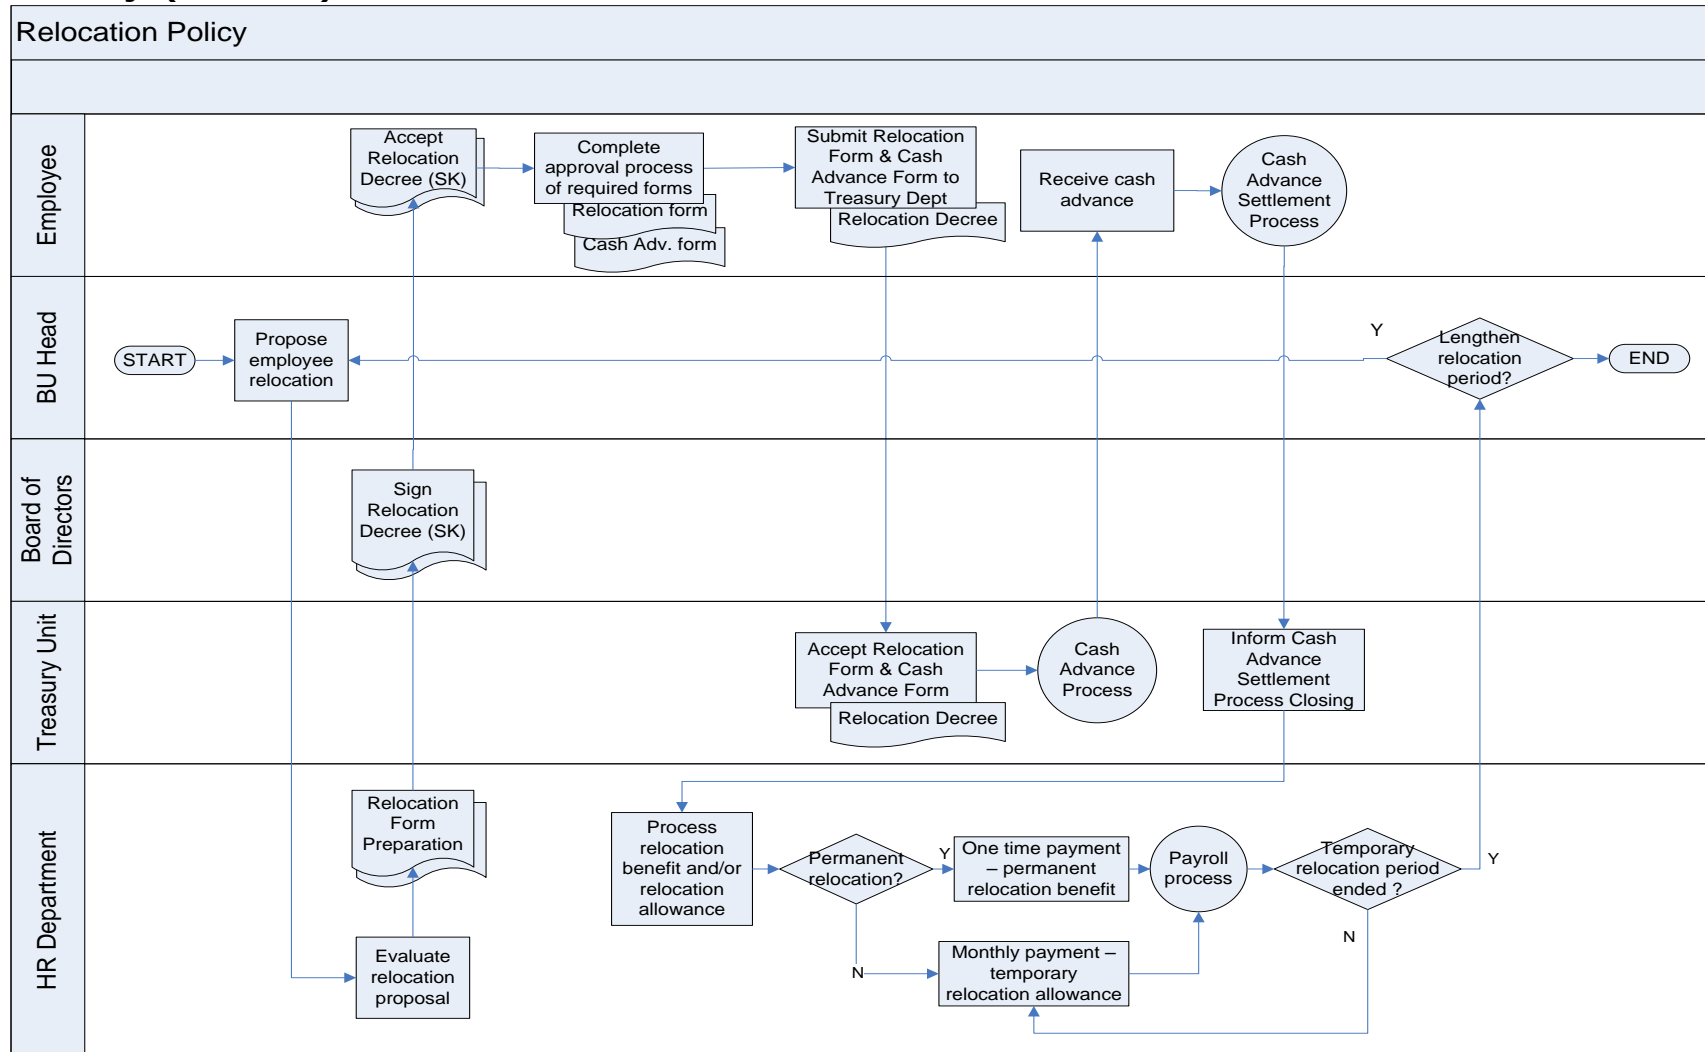 Relocation Policy
Employee
Accept
Relocation
Decree (SK)
Complete
approval process
of required forms
Relocation form
Cash Adv. form
Submit Relocation
Form & Cash
Advance Form to
Treasury Dept
Relocation Decree
Receive cash
advance
Cash
Advance
Settlement
Process
BU Head
START
Propose
employee
relocation
Y
Lengthen
relocation
period?
END
Board of
Directors
Sign
Relocation
Decree (SK)
Treasury Unit
Accept Relocation
Form & Cash
Advance Form
Relocation Decree
Cash
Advance
Process
Inform Cash
Advance
Settlement
Process Closing
HR Department
Relocation
Form
Preparation
Evaluate
relocation
proposal
Process
relocation
benefit and/or
relocation
allowance
Permanent
relocation?
Y
One time payment
– permanent
relocation benefit
N
Monthly payment –
temporary
relocation allowance
Payroll
process
Temporary
relocation period
ended ?
Y
N